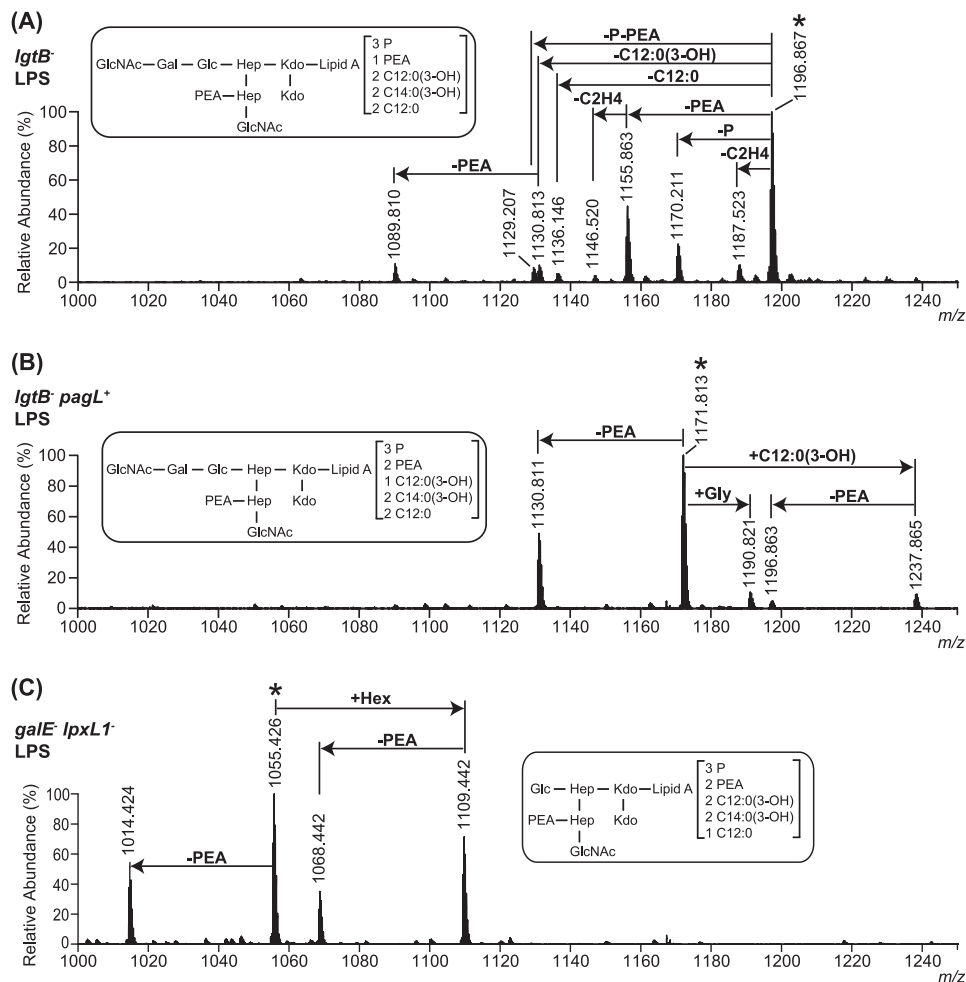 (A)
lgtB-
LPS
GlcNAc—Gal—Glc—Hep—Kdo—Lipid A
PEA—Hep Kdo
GlcNAc
3 P
1 PEA
2 C12:0(3-OH)
2 C14:0(3-OH)
2 C12:0
-P-PEA
-C12:0(3-OH)
-C12:0
-C2H4
-PEA
-P
-C2H4
-PEA
*
1196.867
1089.810
1129.207
1130.813
1136.146
1146.520
1155.863
1170.211
1187.523
Relative Abundance (%)
100
80
60
40
20
0
1000 1020 1040 1060 1080 1100 1120 1140 1160 1180 1200 1220 1240
m/z
(B)
lgtB- pagL+
LPS
GlcNAc—Gal—Glc—Hep—Kdo—Lipid A
PEA—Hep Kdo
GlcNAc
3 P
2 PEA
1 C12:0(3-OH)
2 C14:0(3-OH)
2 C12:0
-PEA
*
1171.813
+C12:0(3-OH)
+Gly
-PEA
1130.811
1190.821
1196.863
1237.865
Relative Abundance (%)
100
80
60
40
20
0
1000 1020 1040 1060 1080 1100 1120 1140 1160 1180 1200 1220 1240
m/z
(C)
galE- lpxL1-
LPS
*
+Hex
-PEA
-PEA
1014.424
1055.426
1068.442
1109.442
Glc — Hep — Kdo—Lipid A
PEA—Hep Kdo
GlcNAc
3 P
2 PEA
2 C12:0(3-OH)
2 C14:0(3-OH)
1 C12:0
Relative Abundance (%)
100
80
60
40
20
0
1000 1020 1040 1060 1080 1100 1120 1140 1160 1180 1200 1220 1240
m/z